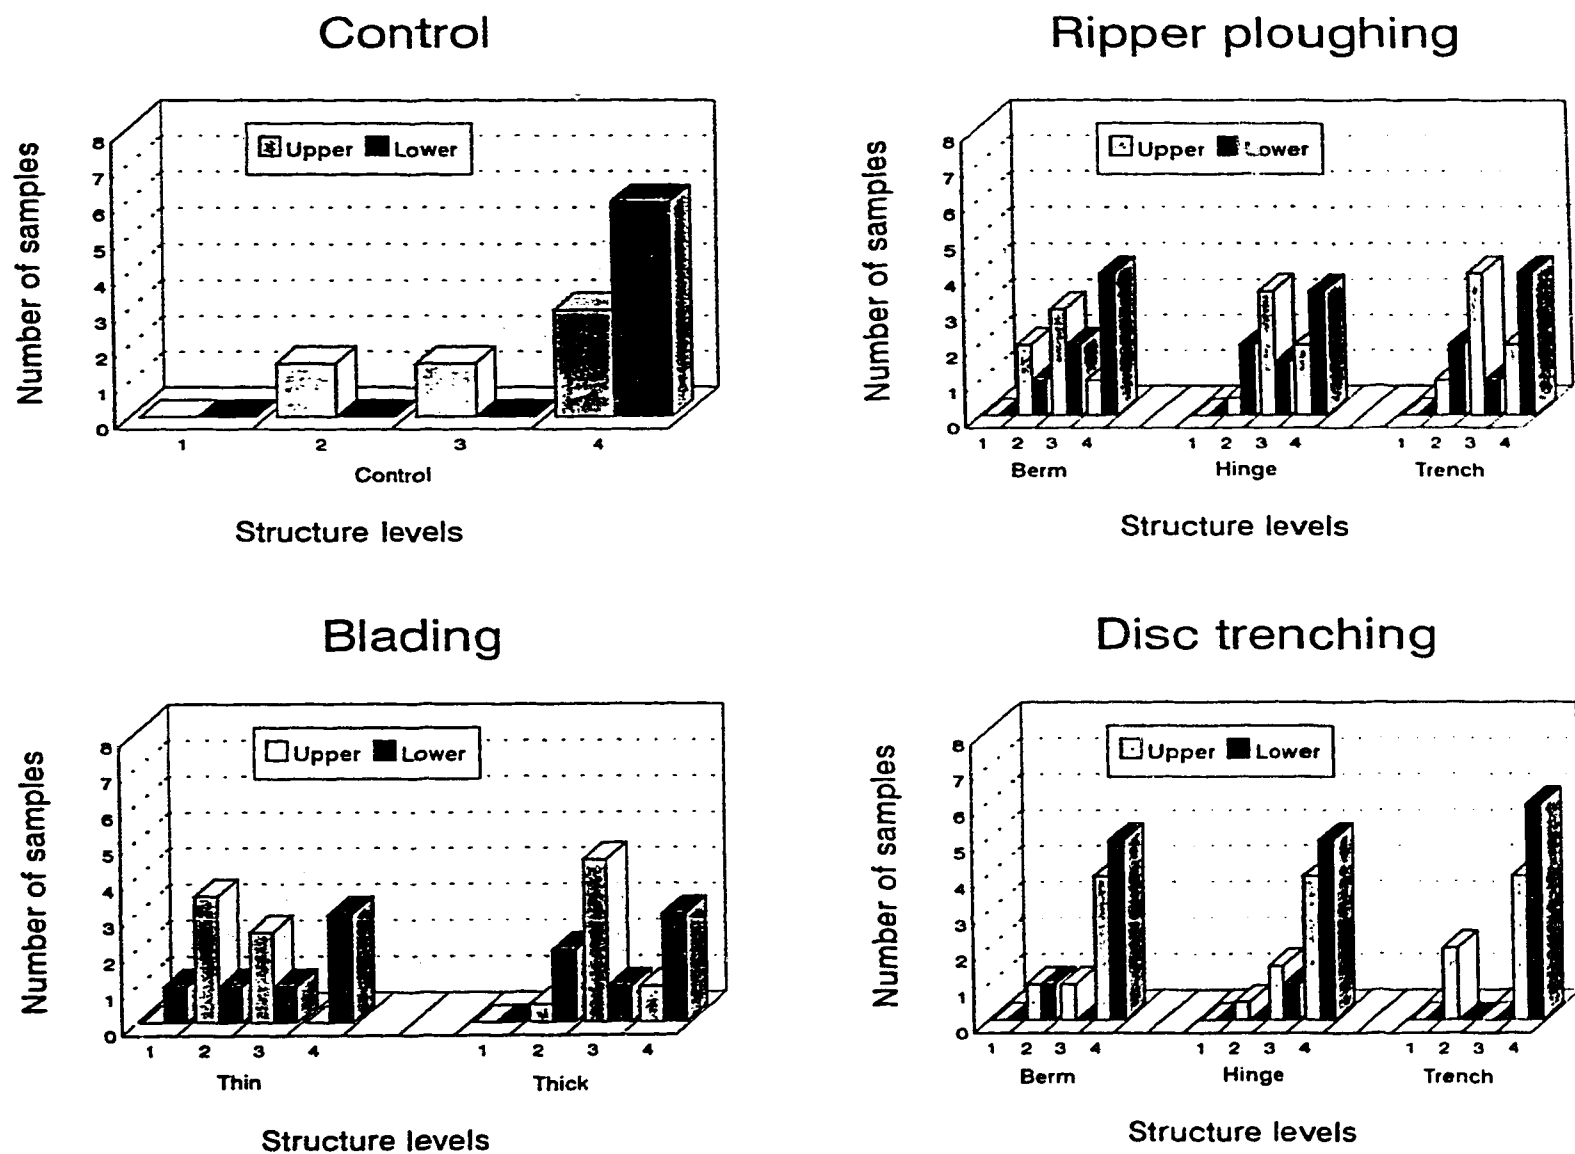 Control
Number of samples
8
7
6
5
4
3
2
1
0
Upper Lower
1 2 3 4
Control
Structure levels
Ripper ploughing
Number of samples
8
7
6
5
4
3
2
1
0
Upper Lower
1 2 3 4 1 2 3 4 1 2 3 4
Berm Hinge Trench
Structure levels
Blading
Number of samples
8
7
6
5
4
3
2
1
0
Upper Lower
1 2 3 4 1 2 3 4
Thin Thick
Structure levels
Disc trenching
Number of samples
8
7
6
5
4
3
2
1
0
Upper Lower
1 2 3 4 1 2 3 4 1 2 3 4
Berm Hinge Trench
Structure levels